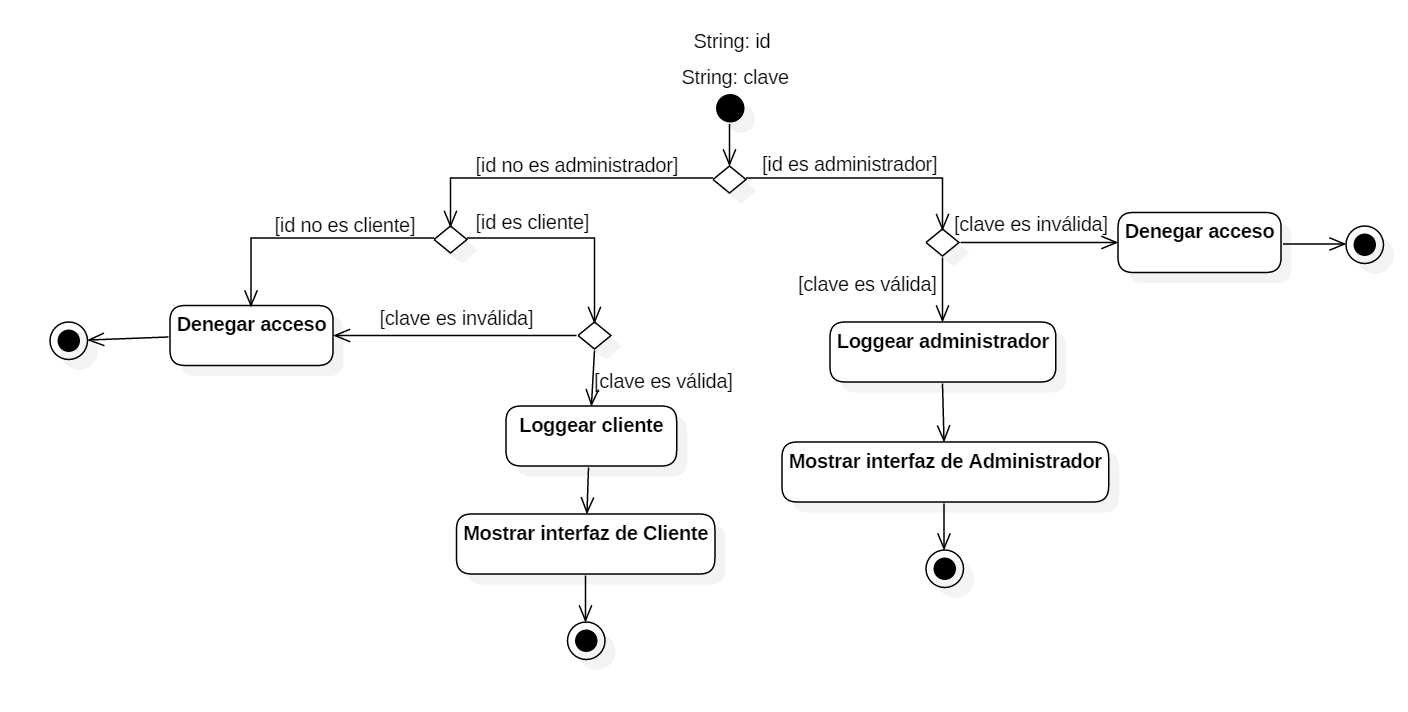 String: id
String: clave
[id no es administrador]
[id es administrador]
[id no es cliente]
[id es cliente]
[clave es inválida]
Denegar acceso
[clave es válida]
Denegar acceso
[clave es inválida]
Loggear administrador
[clave es válida]
Loggear cliente
Mostrar interfaz de Administrador
Mostrar interfaz de Cliente